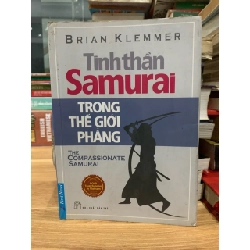 BRIAN KLEMMER
Tinh thần
Samurai
TRONG
THẾ GIỚI
PHẲNG
THE
COMPASSIONATE
SAMURAI